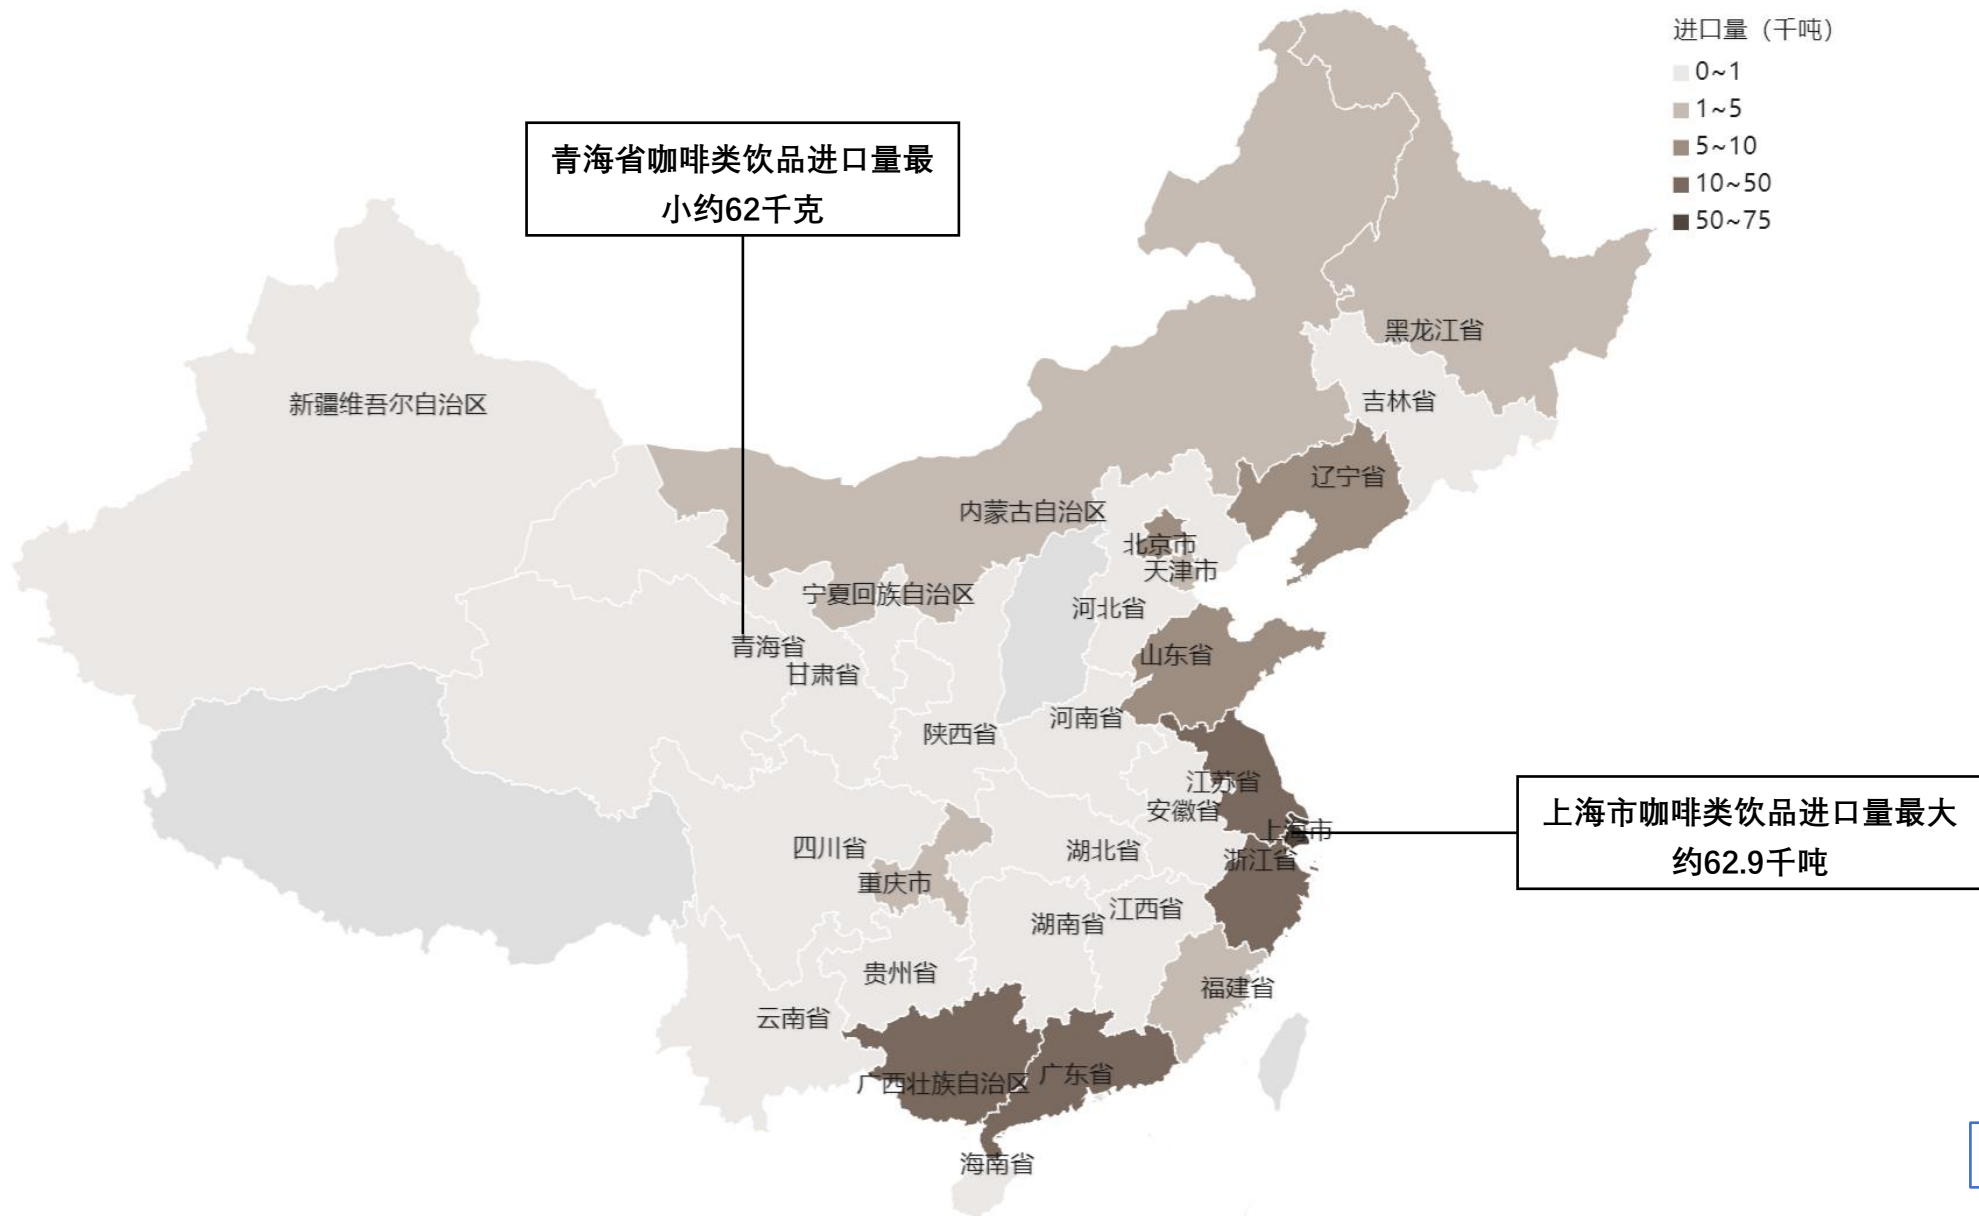 进口量（千吨）
0~1
1~5
5~10
10~50
50~75
青海省咖啡类饮品进口量最
小约62千克
黑龙江省
新疆维吾尔自治区
吉林省
辽宁省
内蒙古自治区
北京市
天津市
宁夏回族自治区
河北省
青海省
山东省
甘肃省
河南省
陕西省
江苏省
安徽省
上海市
上海市咖啡类饮品进口量最大
约62.9千吨
四川省
湖北省
浙江省
重庆市
江西省
湖南省
贵州省
福建省
云南省
广东省
广西壮族自治区
海南省